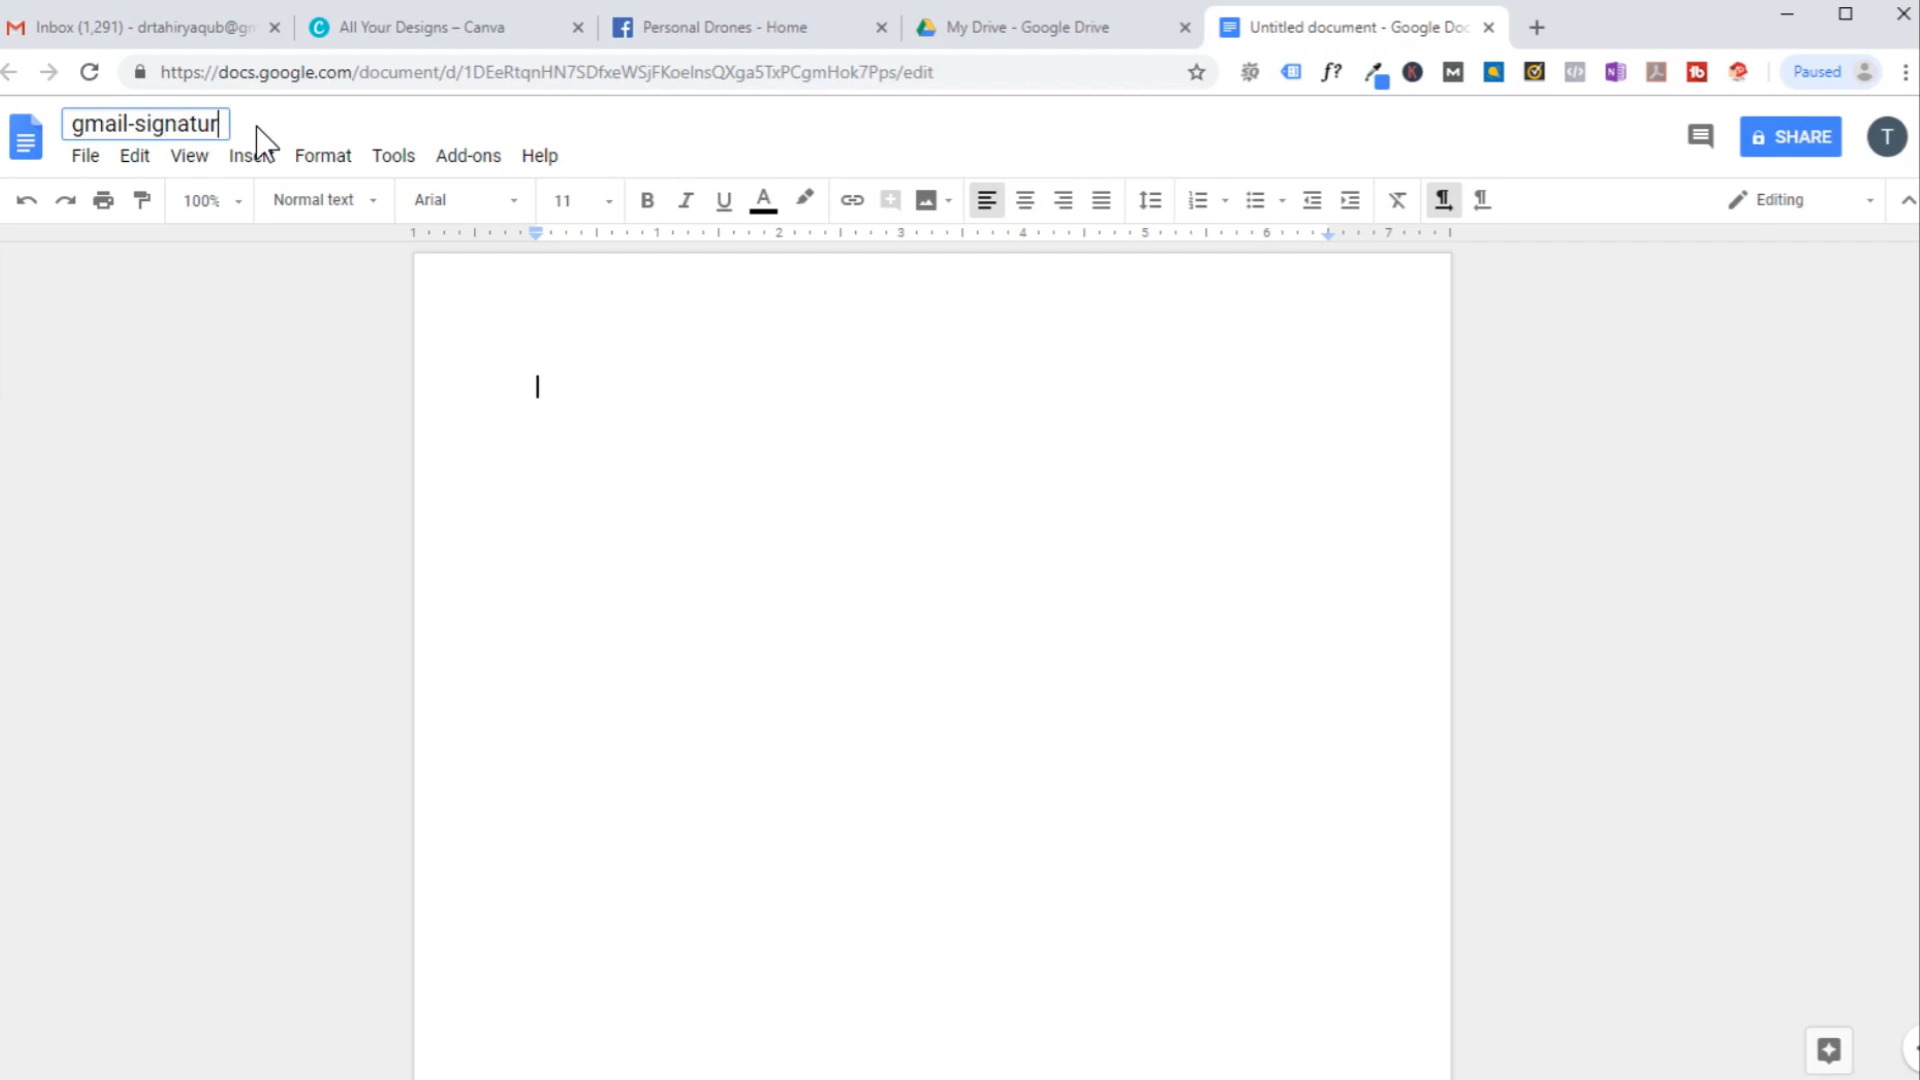 Inbox (1,291) - drtahiryaqub@gm
All Your Designs – Canva
Personal Drones - Home
My Drive - Google Drive
Untitled document - Google Doc
https://docs.google.com/document/d/1DEeRtqnHN7SDfxeWSjFKoelnsQXga5TxPCgmHok7Pps/edit
f?
Paused
gmail-signatur
SHARE
T
File Edit View Insert Format Tools Add-ons Help
100%
Normal text
Arial
11
B
I
U
A
Editing
1 1 2 3 4 5 6 7